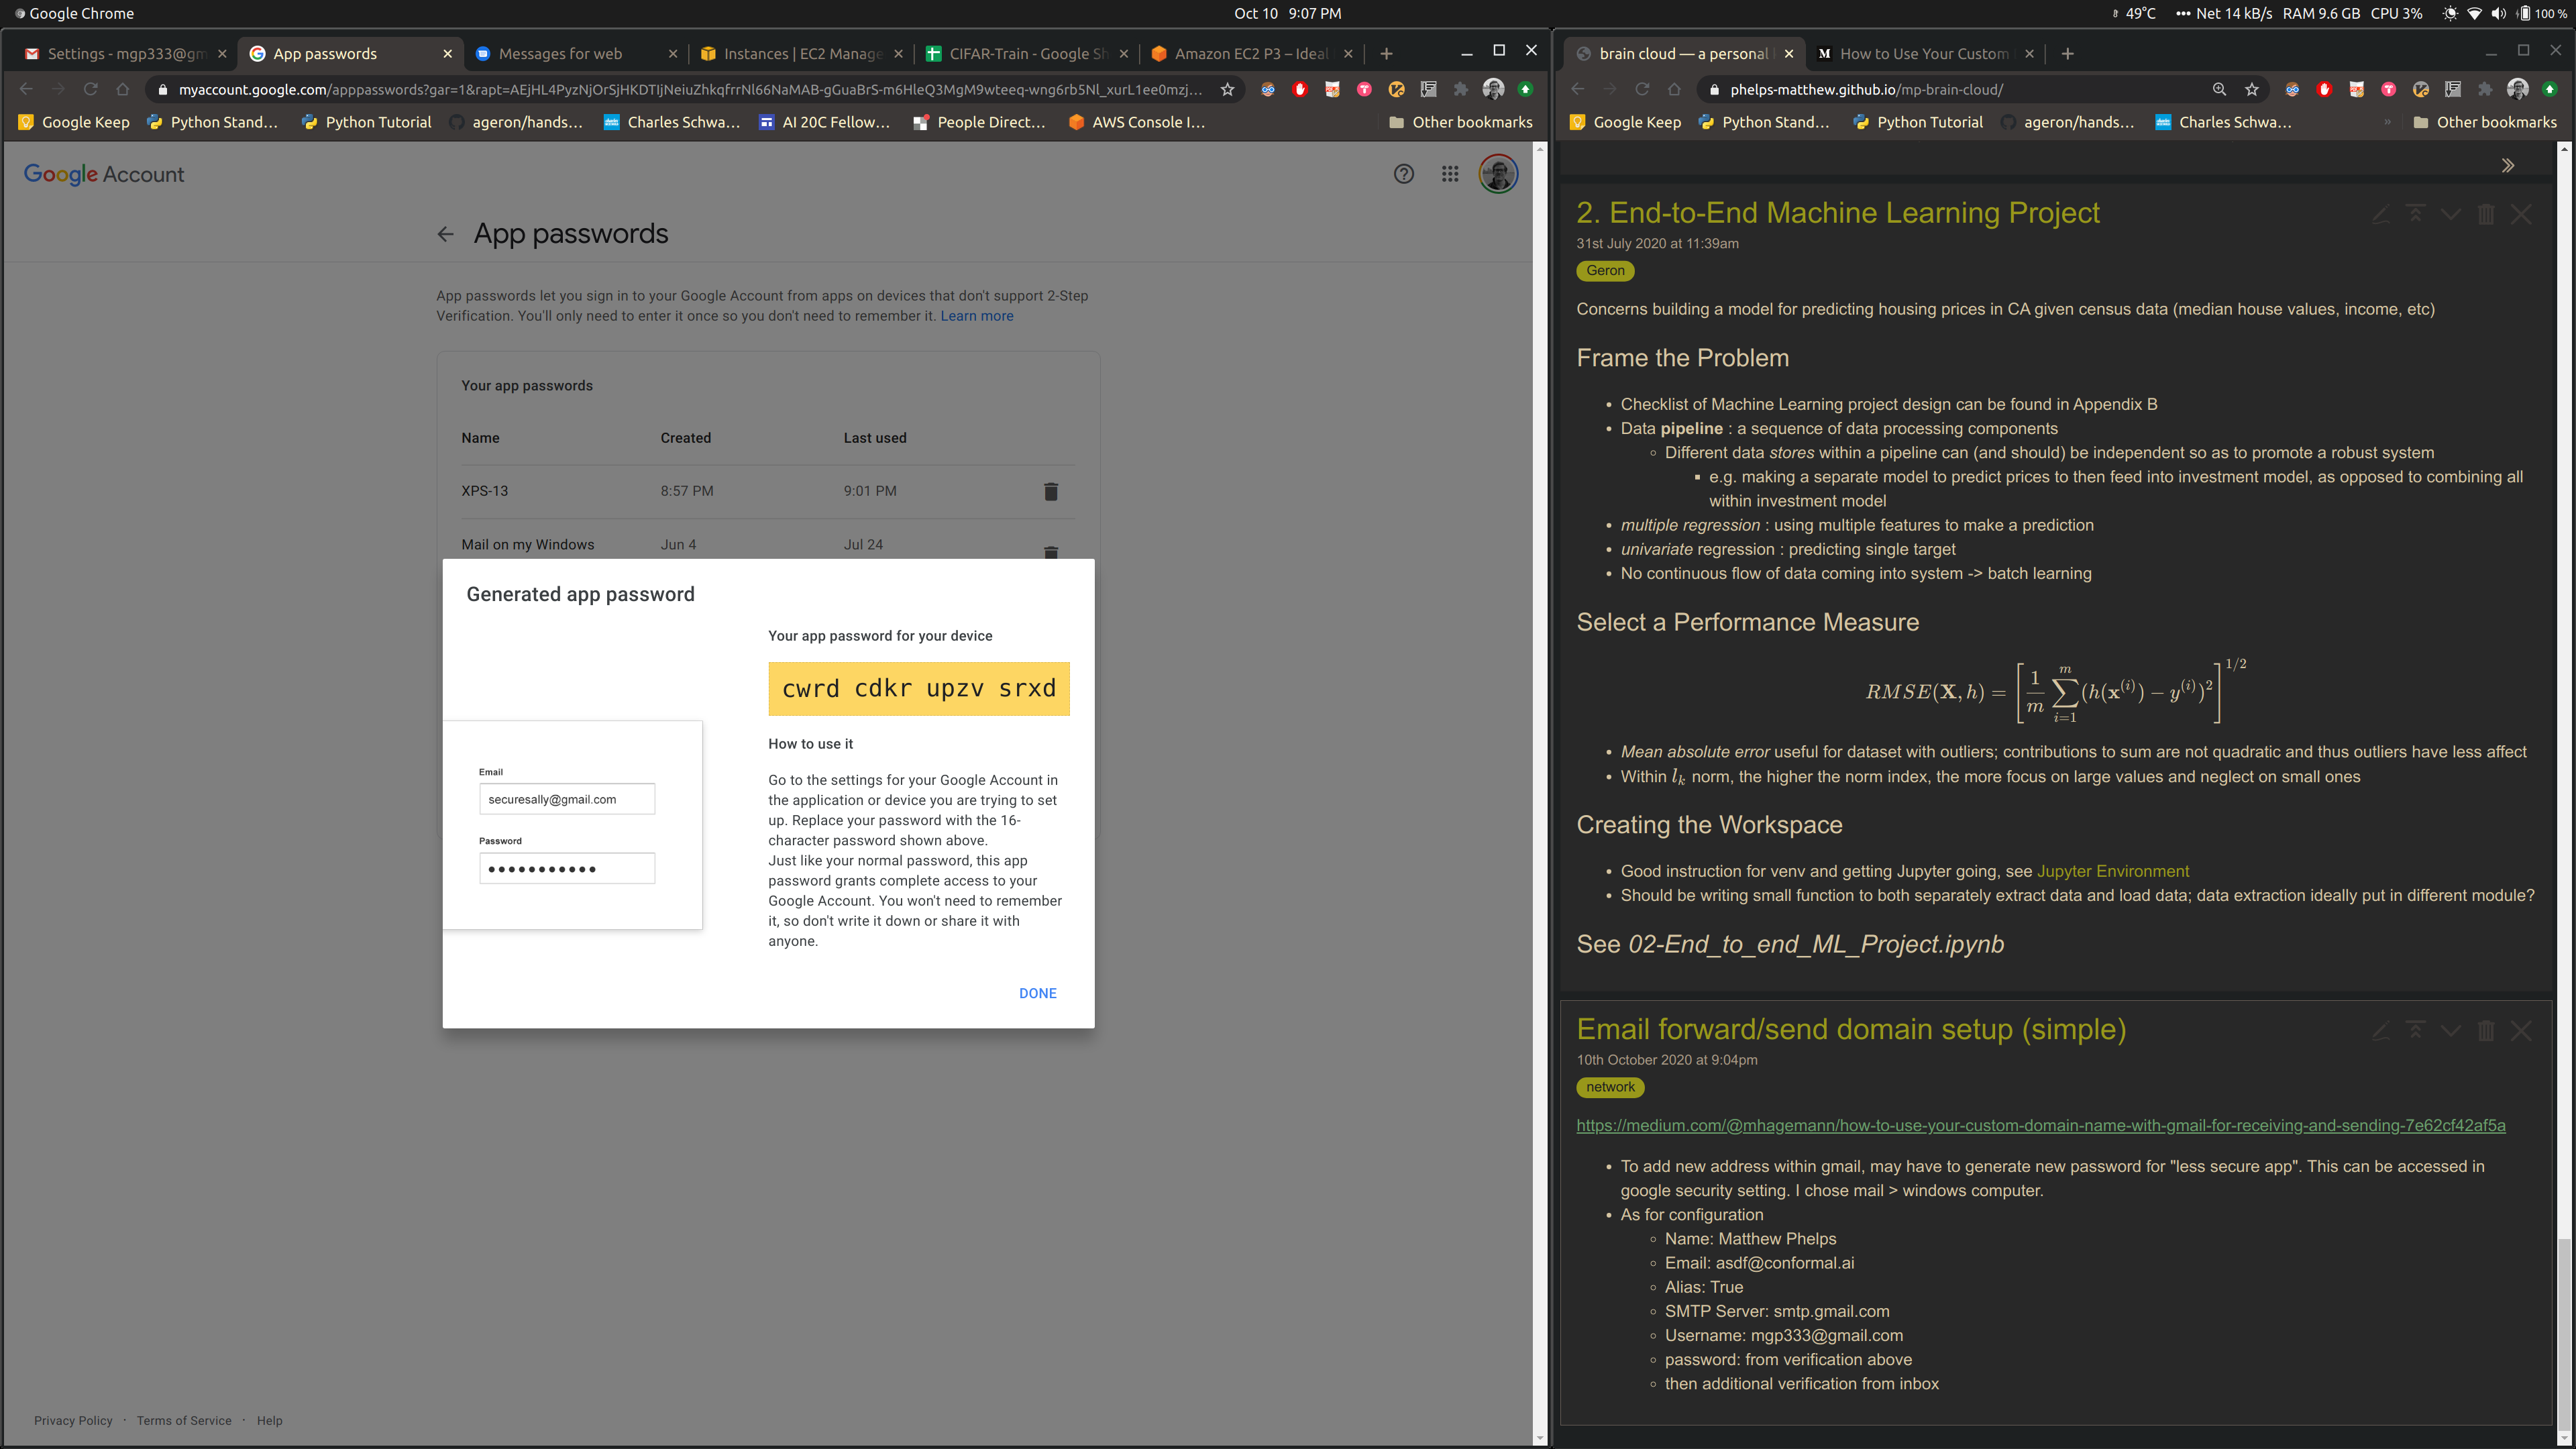 Google Chrome
Oct 10 9:07 PM
49°C ••• Net 14 kB/s RAM 9.6 GB CPU 3% 100 %
Settings - mgp333@gm
App passwords
Messages for web
Instances | EC2 Manage
CIFAR-Train - Google Sh
Amazon EC2 P3 – Ideal
Google Keep
Python Stand...
Python Tutorial
ageron/hands...
Charles Schwa...
AI 20C Fellow...
People Direct...
AWS Console I...
Other bookmarks
Google Account
App passwords
App passwords let you sign in to your Google Account from apps on devices that don't support 2-Step
Verification. You'll only need to enter it once so you don't need to remember it. Learn more
Your app passwords
Name Created Last used
XPS-13 8:57 PM 9:01 PM
Mail on my Windows Jun 4 Jul 24
Generated app password
Your app password for your device
cwrd cdkr upzv srxd
Email
securesally@gmail.com
Password
How to use it
Go to the settings for your Google Account in
the application or device you are trying to set
up. Replace your password with the 16-
character password shown above.
Just like your normal password, this app
password grants complete access to your
Google Account. You won't need to remember
it, so don't write it down or share it with
anyone.
DONE
Privacy Policy · Terms of Service · Help
brain cloud — a personal
How to Use Your Custom
phelps-matthew.github.io/mp-brain-cloud/
Google Keep
Python Stand...
Python Tutorial
ageron/hands...
Charles Schwa...
Other bookmarks
2. End-to-End Machine Learning Project
31st July 2020 at 11:39am
Geron
Concerns building a model for predicting housing prices in CA given census data (median house values, income, etc)
Frame the Problem
• Checklist of Machine Learning project design can be found in Appendix B
• Data pipeline : a sequence of data processing components
◦ Different data stores within a pipeline can (and should) be independent so as to promote a robust system
▪ e.g. making a separate model to predict prices to then feed into investment model, as opposed to combining all
within investment model
• multiple regression : using multiple features to make a prediction
• univariate regression : predicting single target
• No continuous flow of data coming into system -> batch learning
Select a Performance Measure
RMSE(X, h) = [1/m ∑_{i=1}^{m} (h(x^(i)) − y^(i))^2]^{1/2}
• Mean absolute error useful for dataset with outliers; contributions to sum are not quadratic and thus outliers have less affect
• Within l_k norm, the higher the norm index, the more focus on large values and neglect on small ones
Creating the Workspace
• Good instruction for venv and getting Jupyter going, see Jupyter Environment
• Should be writing small function to both separately extract data and load data; data extraction ideally put in different module?
See 02-End_to_end_ML_Project.ipynb
Email forward/send domain setup (simple)
10th October 2020 at 9:04pm
network
https://medium.com/@mhagemann/how-to-use-your-custom-domain-name-with-gmail-for-receiving-and-sending-7e62cf42af5a
• To add new address within gmail, may have to generate new password for "less secure app". This can be accessed in
google security setting. I chose mail > windows computer.
• As for configuration
◦ Name: Matthew Phelps
◦ Email: asdf@conformal.ai
◦ Alias: True
◦ SMTP Server: smtp.gmail.com
◦ Username: mgp333@gmail.com
◦ password: from verification above
◦ then additional verification from inbox